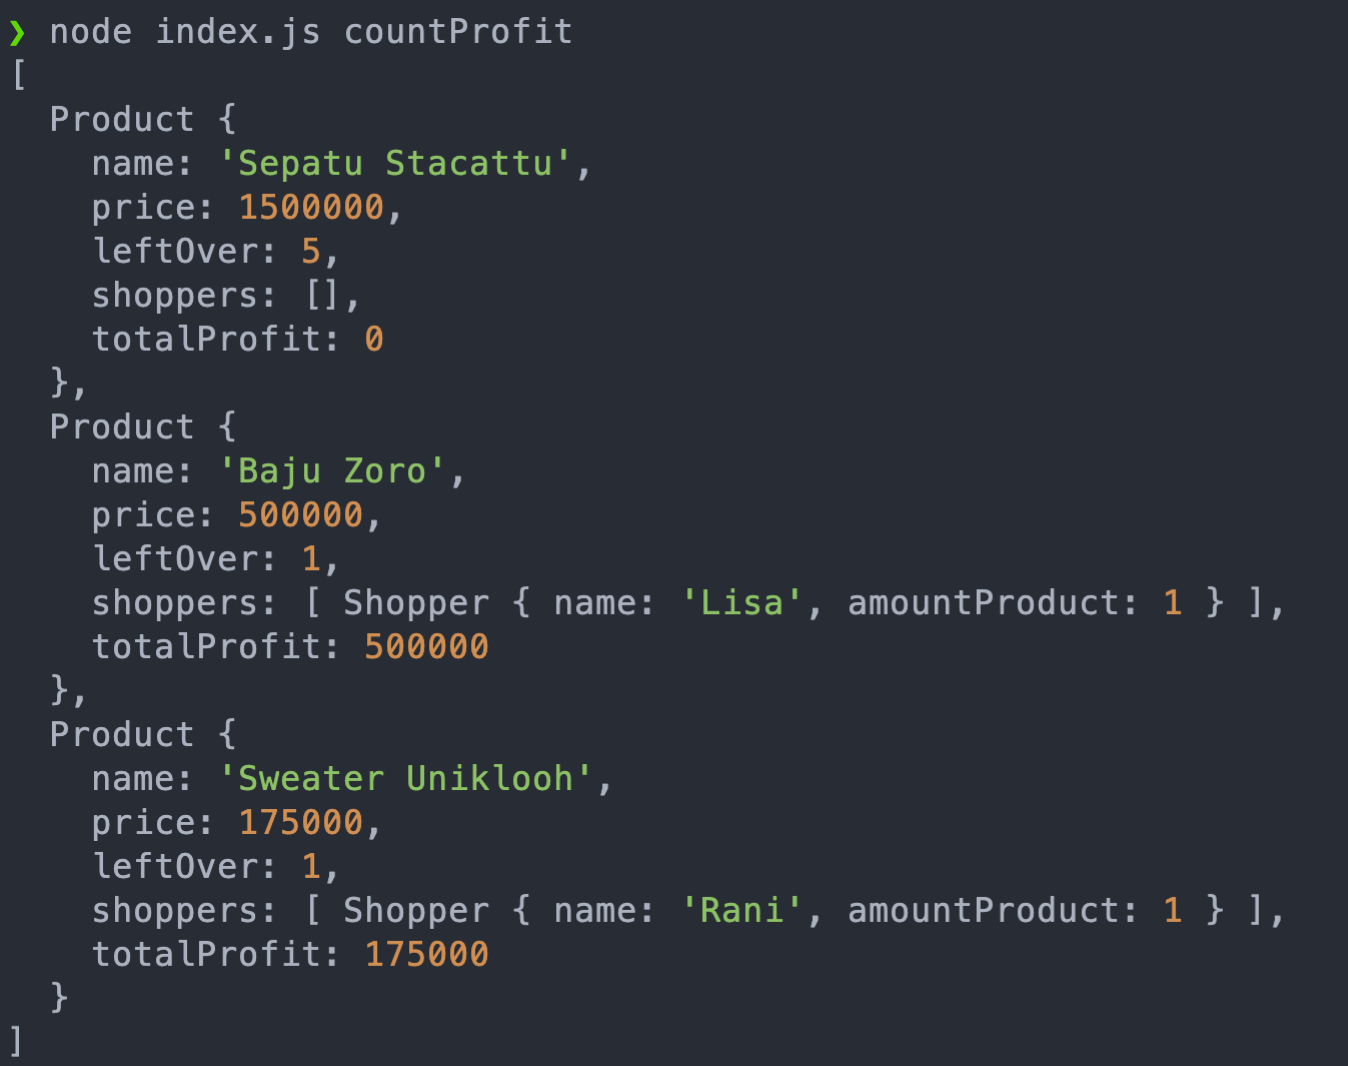 ❯ node index.js countProfit
[
  Product {
    name: 'Sepatu Stacattu',
    price: 1500000,
    leftOver: 5,
    shoppers: [],
    totalProfit: 0
  },
  Product {
    name: 'Baju Zoro',
    price: 500000,
    leftOver: 1,
    shoppers: [ Shopper { name: 'Lisa', amountProduct: 1 } ],
    totalProfit: 500000
  },
  Product {
    name: 'Sweater Uniklooh',
    price: 175000,
    leftOver: 1,
    shoppers: [ Shopper { name: 'Rani', amountProduct: 1 } ],
    totalProfit: 175000
  }
]